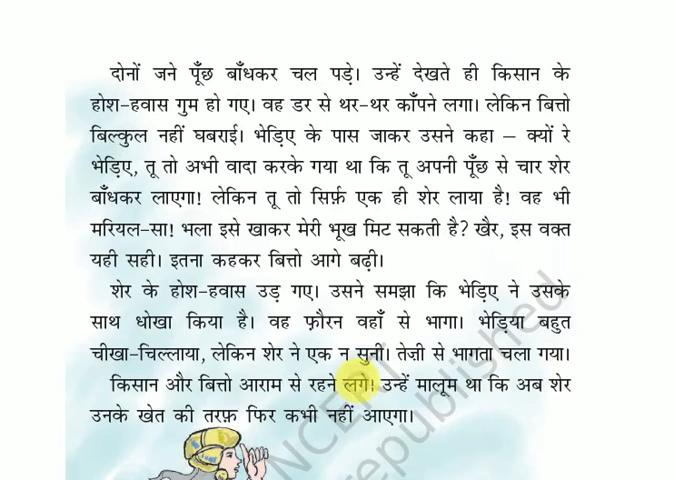 दोनों जने पूँछ बाँधकर चल पड़े। उन्हें देखते ही किसान के
होश-हवास गुम हो गए। वह डर से थर-थर काँपने लगा। लेकिन बित्तो
बिल्कुल नहीं घबराई। भेड़िए के पास जाकर उसने कहा – क्यों रे
भेड़िए, तू तो अभी वादा करके गया था कि तू अपनी पूँछ से चार शेर
बाँधकर लाएगा! लेकिन तू तो सिर्फ़ एक ही शेर लाया है! वह भी
मरियल-सा! भला इसे खाकर मेरी भूख मिट सकती है? खैर, इस वक्त
यही सही। इतना कहकर बित्तो आगे बढ़ी।
शेर के होश-हवास उड़ गए। उसने समझा कि भेड़िए ने उसके
साथ धोखा किया है। वह फ़ौरन वहाँ से भागा। भेड़िया बहुत
चीखा-चिल्लाया, लेकिन शेर ने एक न सुनी। तेज़ी से भागता चला गया।
किसान और बित्तो आराम से रहने लगे। उन्हें मालूम था कि अब शेर
उनके खेत की तरफ़ फिर कभी नहीं आएगा।
NCERT
republished